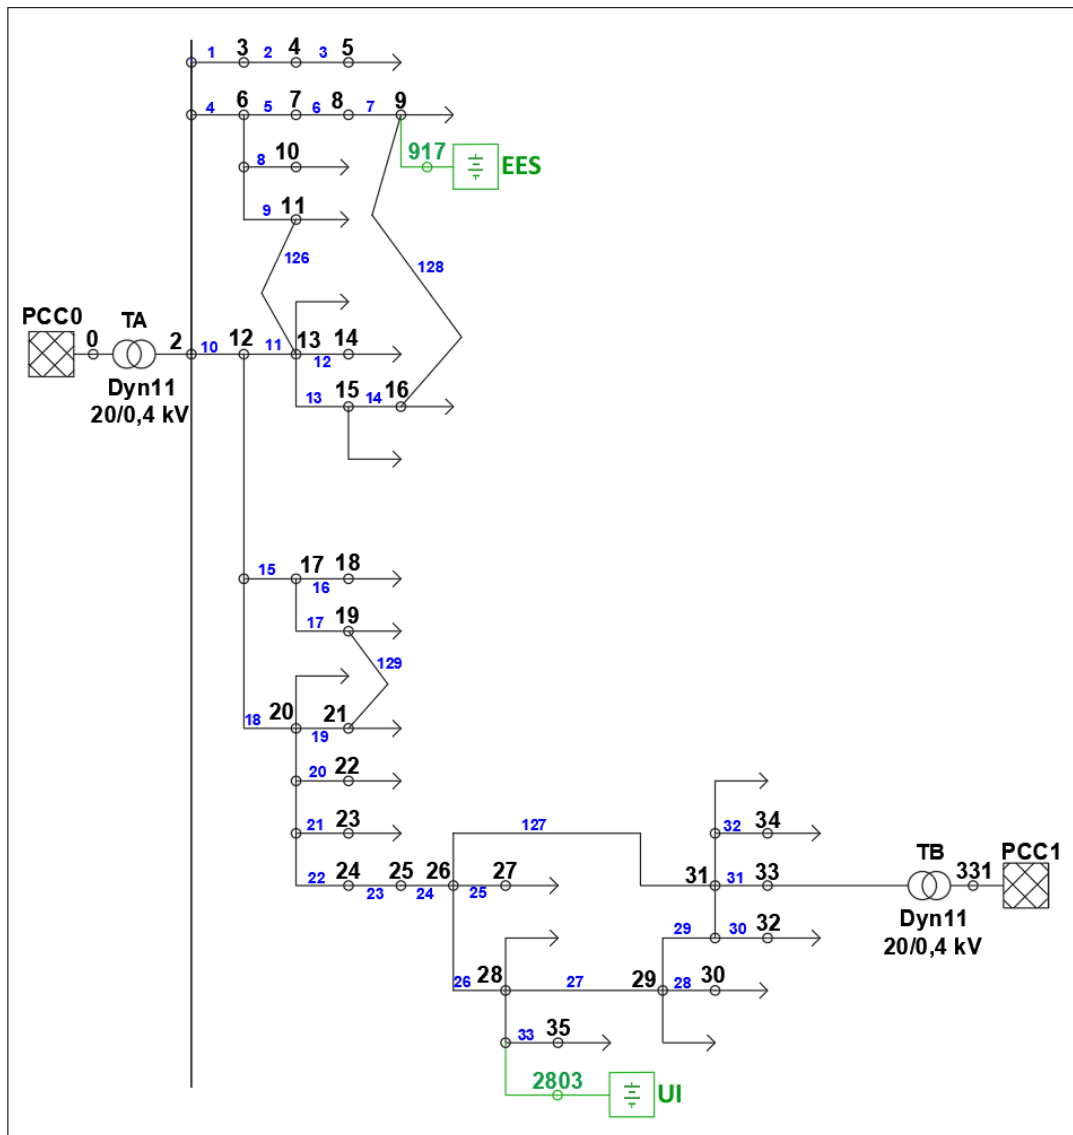 1 3 2 4 3 5
4 6 5 7 6 8 7 9
917 EES
8 10
9 11
126
128
PCC0 0 TA 2 10 12 11 13 14
12
Dyn11
20/0,4 kV
13 15 14 16
15 17 18
16
17 19
129
18 20 21
19
20 22
21 23
127
32 34
22 24 25 26 27
23 24 25
31 31 33 TB 331 PCC1
Dyn11
20/0,4 kV
29 30 32
26 28 27 29 28 30
33 35
2803 UI